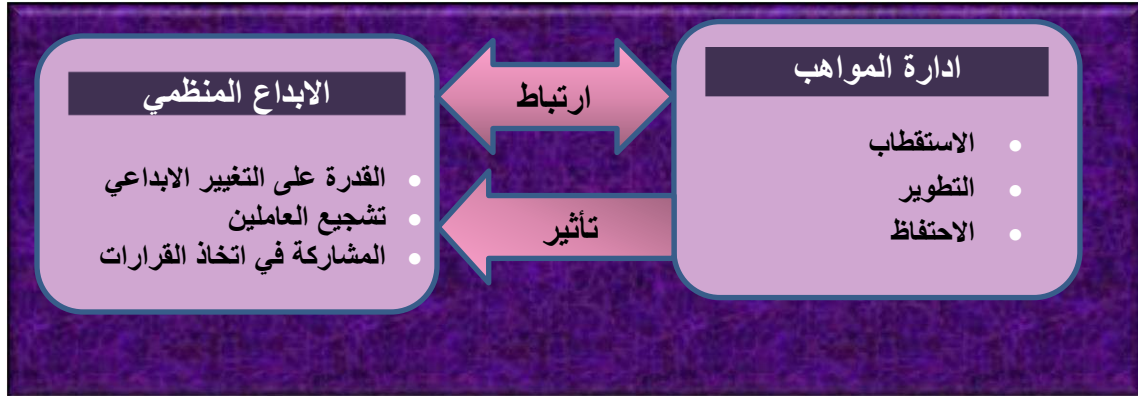 ادارة المواهب
الاستقطاب
التطوير
الاحتفاظ
ارتباط
تأثير
الابداع المنظمي
القدرة على التغيير الابداعي
تشجيع العاملين
المشاركة في اتخاذ القرارات